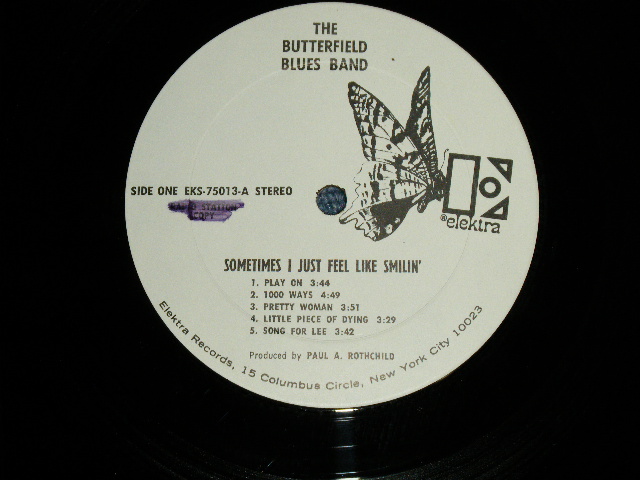 THE
BUTTERFIELD
BLUES BAND
SIDE ONE EKS-75013-A STEREO
STATION
COPY
® elektra
SOMETIMES I JUST FEEL LIKE SMILIN'
1. PLAY ON 3:44
2. 1000 WAYS 4:49
3. PRETTY WOMAN 3:51
4. LITTLE PIECE OF DYING 3:29
5. SONG FOR LEE 3:42
Produced by PAUL A. ROTHCHILD
Elektra Records, 15 Columbus Circle, New York City 10023